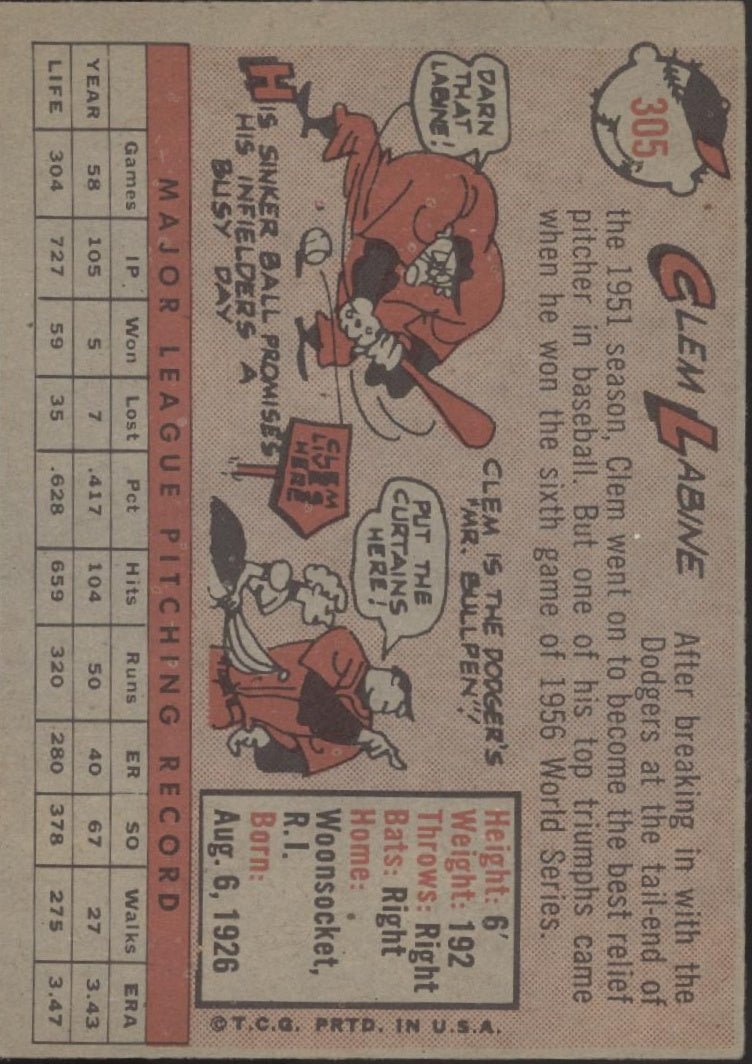 305
CLEM LABINE
After breaking in with the
Dodgers at the tail-end of
the 1951 season, Clem went on to become the best relief
pitcher in baseball. But one of his top triumphs came
when he won the sixth game of 1956 World Series.
DARN
THAT
LABINE!
HIS SINKER BALL PROMISES
HIS INFIELDERS A
BUSY DAY
CLEM IS THE DODGER'S
"MR. BULLPEN"!
PUT THE
CURTAINS
HERE!
CLEM
LIVES
HERE
Height: 6'
Weight: 192
Throws: Right
Bats: Right
Home:
Woonsocket,
R.I.
Born:
Aug. 6, 1926
©T.C.G. PRTD. IN U.S.A.
MAJOR LEAGUE PITCHING RECORD
Games IP Won Lost Pct Hits Runs ER SO Walks ERA
YEAR 58 105 5 7 .417 104 50 40 67 27 3.43
LIFE 304 727 59 35 .628 659 320 280 378 275 3.47